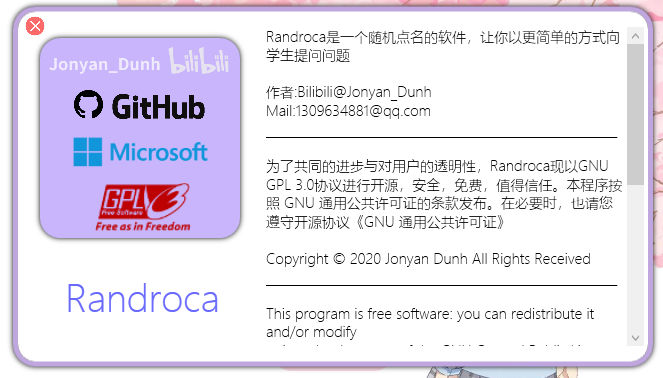 Jonyan_Dunh bilibili
GitHub
Microsoft
GPLv3
Free Software
Free as in Freedom
Randroca
Randroca是一个随机点名的软件，让你以更简单的方式向
学生提问问题
作者:Bilibili@Jonyan_Dunh
Mail:1309634881@qq.com
为了共同的进步与对用户的透明性，Randroca现以GNU
GPL 3.0协议进行开源，安全，免费，值得信任。本程序按
照 GNU 通用公共许可证的条款发布。在必要时，也请您
遵守开源协议《GNU 通用公共许可证》
Copyright © 2020 Jonyan Dunh All Rights Received
This program is free software: you can redistribute it
and/or modify